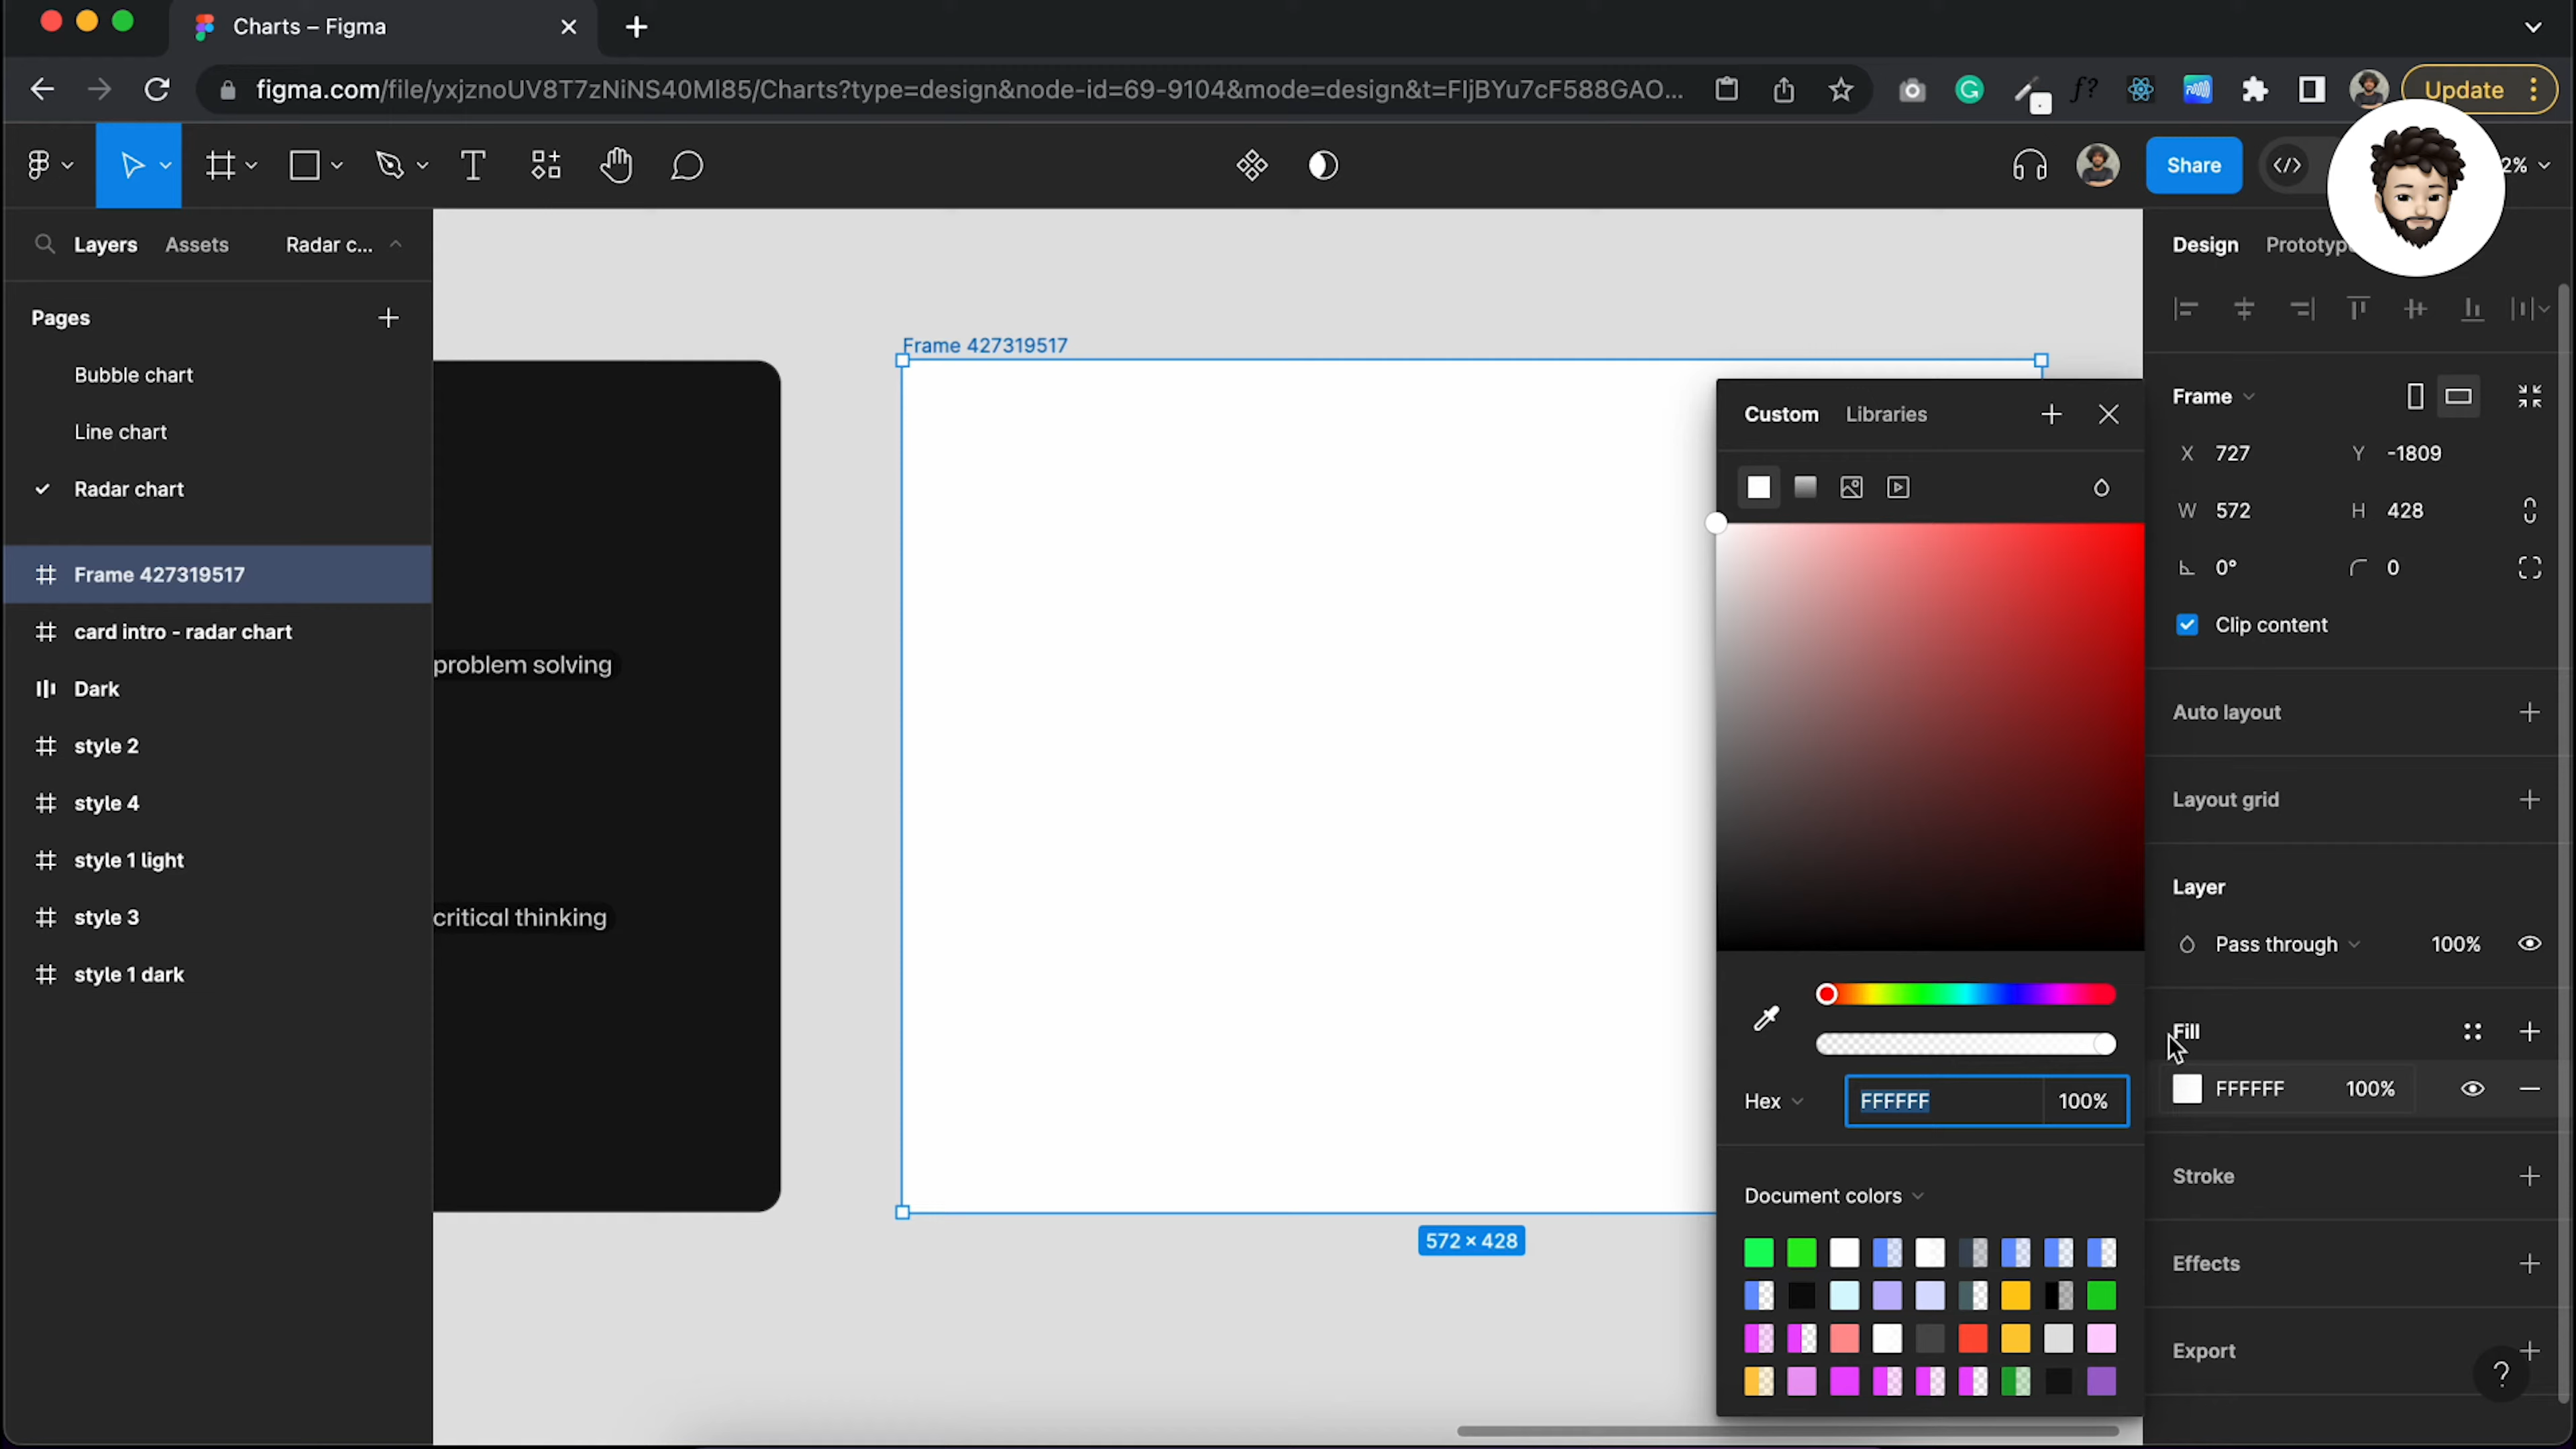 Charts – Figma
figma.com/file/yxjznoUV8T7zNiNS40Ml85/Charts?type=design&node-id=69-9104&mode=design&t=FIjBYu7cF588GAO...
Update
Share
2%
Layers Assets Radar c...
Design Prototype
Pages
Bubble chart
Line chart
Radar chart
Frame 427319517
card intro - radar chart
Dark
style 2
style 4
style 1 light
style 3
style 1 dark
Frame 427319517
problem solving
critical thinking
572 × 428
Custom Libraries
Hex FFFFFF 100%
Document colors
Frame
X 727 Y -1809
W 572 H 428
0° 0
Clip content
Auto layout
Layout grid
Layer
Pass through 100%
Fill
FFFFFF 100%
Stroke
Effects
Export
?